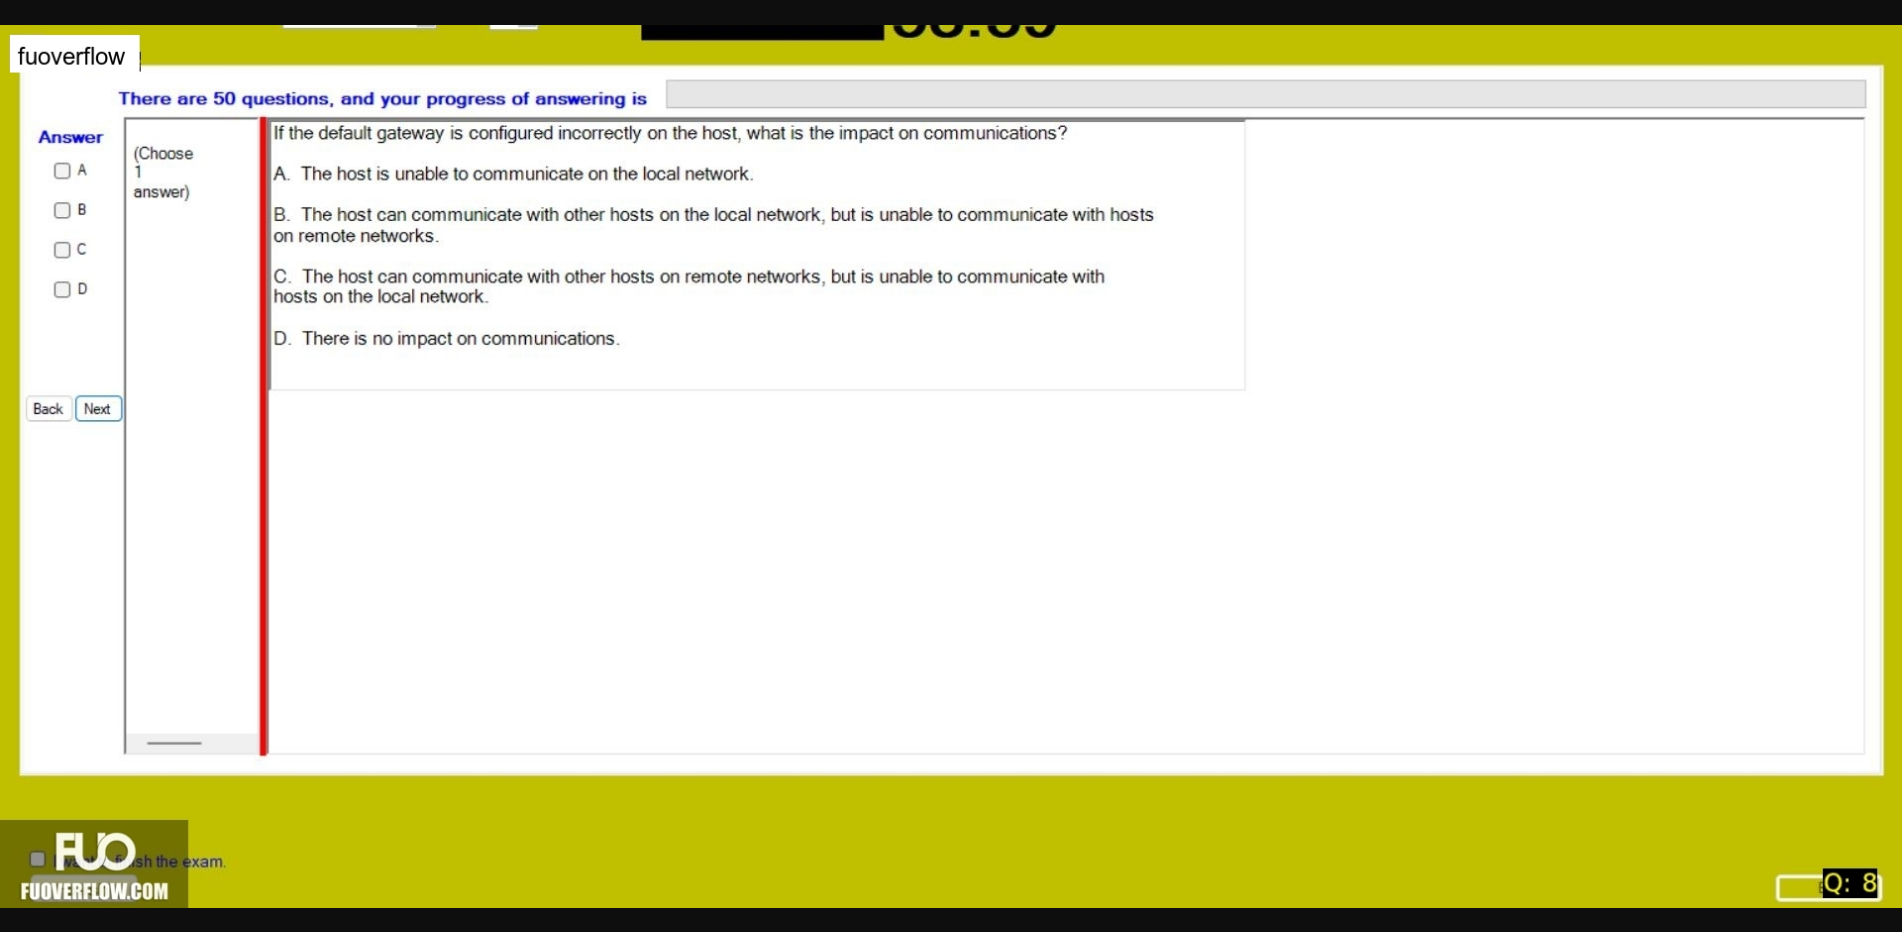 fuoverflow
There are 50 questions, and your progress of answering is
Answer
(Choose
1
answer)
A
B
C
D
If the default gateway is configured incorrectly on the host, what is the impact on communications?
A. The host is unable to communicate on the local network.
B. The host can communicate with other hosts on the local network, but is unable to communicate with hosts
on remote networks.
C. The host can communicate with other hosts on remote networks, but is unable to communicate with
hosts on the local network.
D. There is no impact on communications.
Back Next
FUO
the exam.
FUOVERFLOW.COM
Q: 8